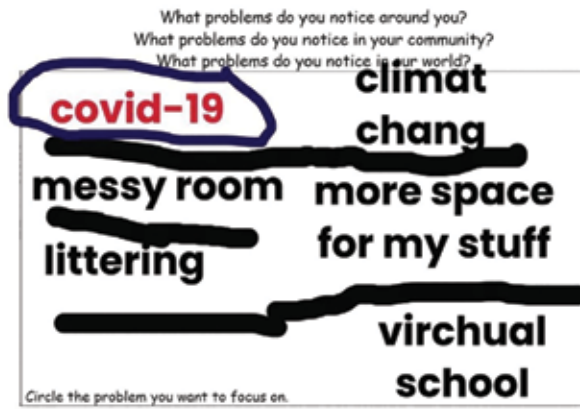 What problems do you notice around you?
What problems do you notice in your community?
What problems do you notice in our world?
covid-19
climat
chang
messy room
more space
for my stuff
littering
virchual
school
Circle the problem you want to focus on.